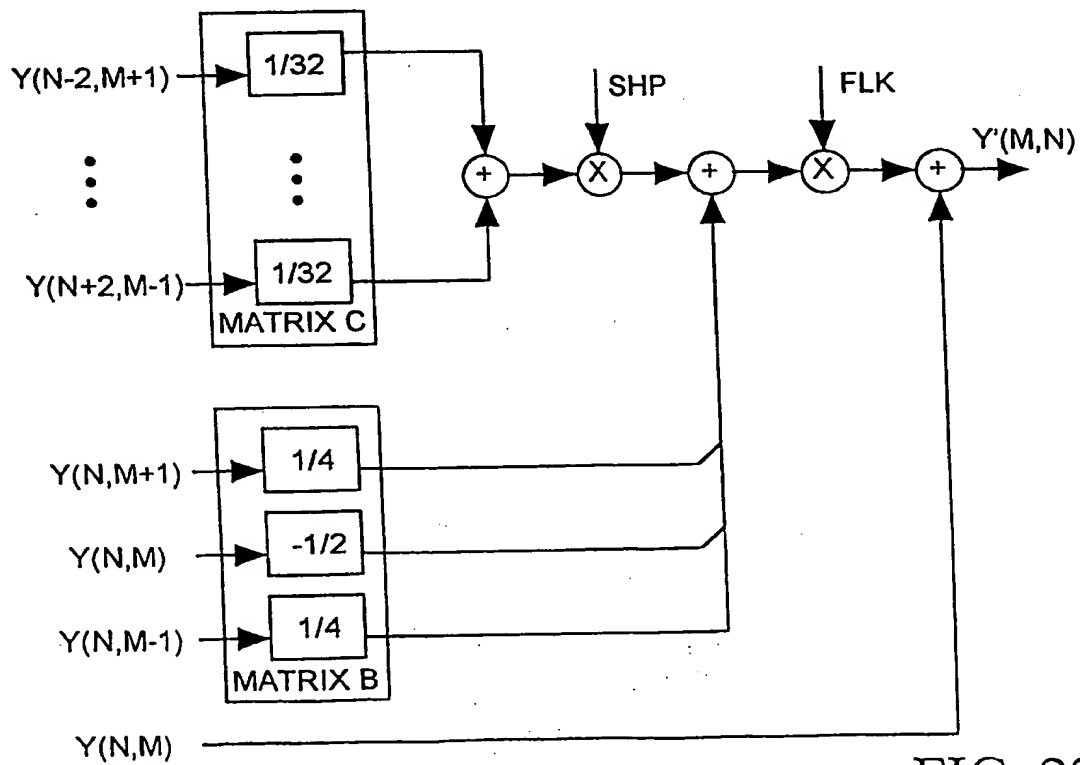 Y(N-2,M+1)
1/32
SHP
FLK
Y'(M,N)
+
X
+
X
+
Y(N+2,M-1)
1/32
MATRIX C
Y(N,M+1)
1/4
Y(N,M)
-1/2
Y(N,M-1)
1/4
MATRIX B
Y(N,M)